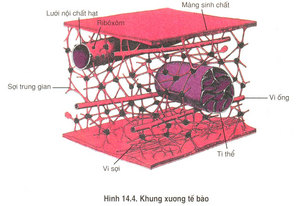 Lưới nội chất hạt
Màng sinh chất
Ribôxôm
Sợi trung gian
Vi ống
Ti thể
Vi sợi
Hình 14.4. Khung xương tế bào